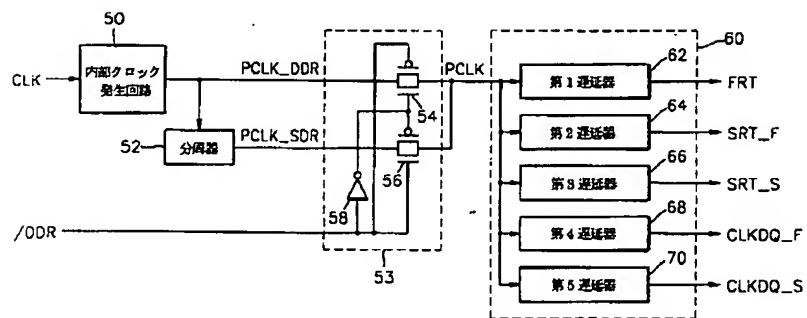 50
CLK
内部クロック
発生回路
PCLK_DDR
52
分周器
PCLK_SDR
/DDR
58
54
56
53
PCLK
60
62
第1遅延器
FRT
64
第2遅延器
SRT_F
66
第3遅延器
SRT_S
68
第4遅延器
CLKDQ_F
70
第5遅延器
CLKDQ_S